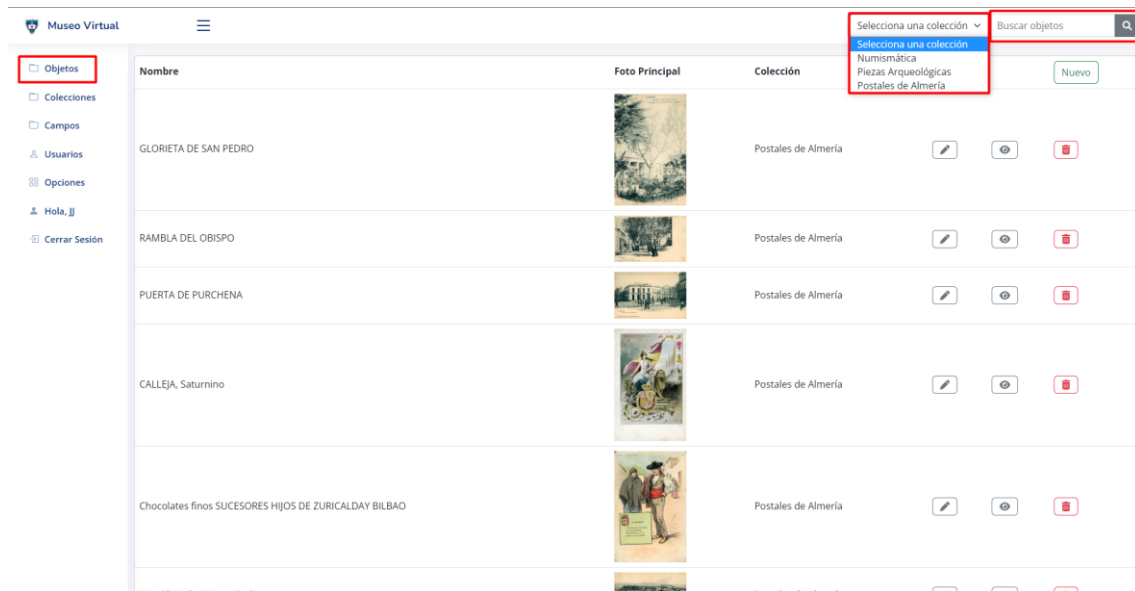 Museo Virtual
Selecciona una colección
Buscar objetos
Selecciona una colección
Numismática
Piezas Arqueológicas
Postales de Almería
Objetos
Colecciones
Campos
Usuarios
Opciones
Hola, JJ
Cerrar Sesión
Nombre Foto Principal Colección Nuevo
GLORIETA DE SAN PEDRO Postales de Almería
RAMBLA DEL OBISPO Postales de Almería
PUERTA DE PURCHENA Postales de Almería
CALLEJA, Saturnino Postales de Almería
Chocolates finos SUCESORES HIJOS DE ZURICALDAY BILBAO Postales de Almería